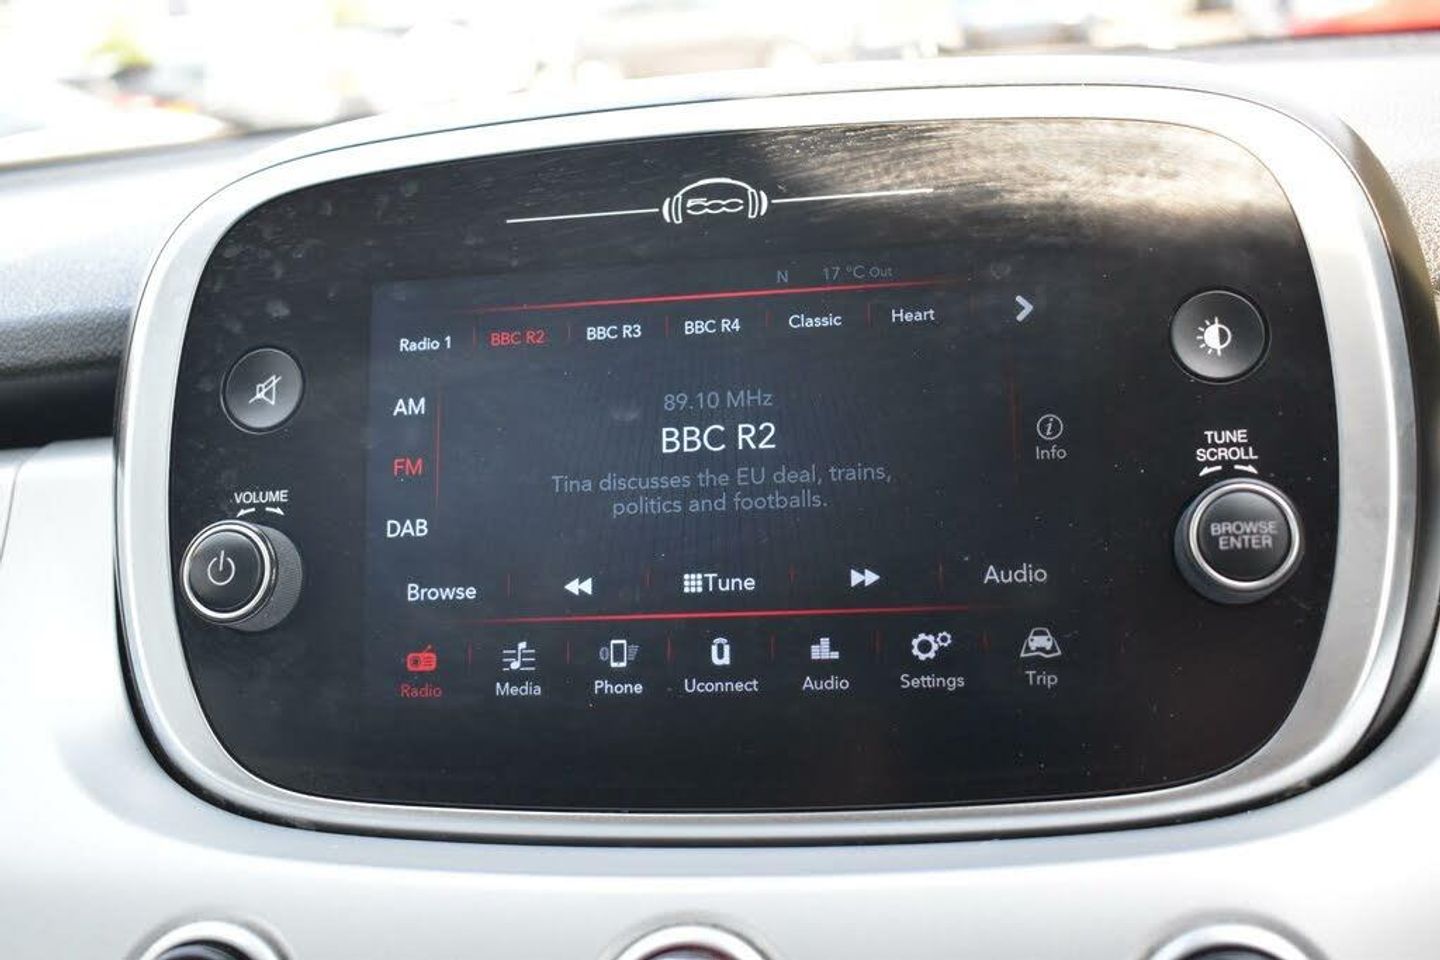 500
N 17 °C Out
Radio 1 BBC R2 BBC R3 BBC R4 Classic Heart
AM
FM
DAB
89.10 MHz
BBC R2
Tina discusses the EU deal, trains,
politics and footballs.
Info
Browse Tune Audio
Radio Media Phone Uconnect Audio Settings Trip
VOLUME
TUNE
SCROLL
BROWSE
ENTER